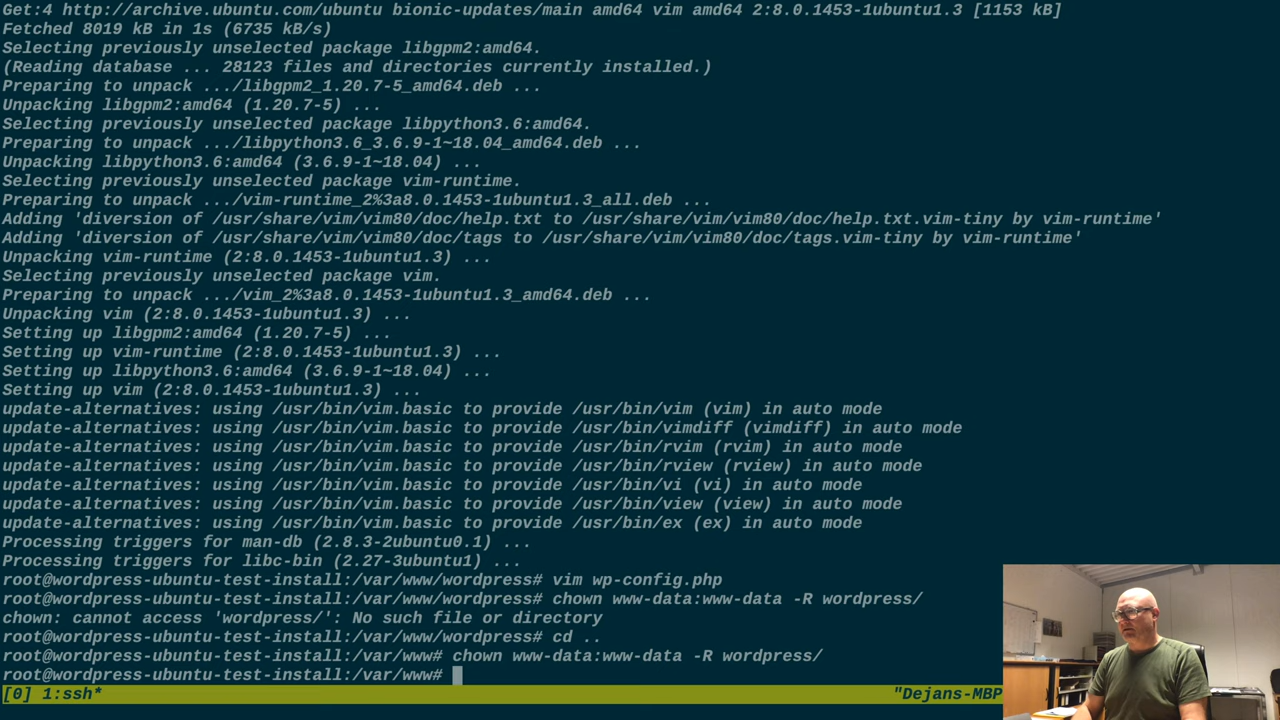 Get:4 http://archive.ubuntu.com/ubuntu bionic-updates/main amd64 vim amd64 2:8.0.1453-1ubuntu1.3 [1153 kB]
Fetched 8019 kB in 1s (6735 kB/s)
Selecting previously unselected package libgpm2:amd64.
(Reading database ... 28123 files and directories currently installed.)
Preparing to unpack .../libgpm2_1.20.7-5_amd64.deb ...
Unpacking libgpm2:amd64 (1.20.7-5) ...
Selecting previously unselected package libpython3.6:amd64.
Preparing to unpack .../libpython3.6_3.6.9-1~18.04_amd64.deb ...
Unpacking libpython3.6:amd64 (3.6.9-1~18.04) ...
Selecting previously unselected package vim-runtime.
Preparing to unpack .../vim-runtime_2%3a8.0.1453-1ubuntu1.3_all.deb ...
Adding 'diversion of /usr/share/vim/vim80/doc/help.txt to /usr/share/vim/vim80/doc/help.txt.vim-tiny by vim-runtime'
Adding 'diversion of /usr/share/vim/vim80/doc/tags to /usr/share/vim/vim80/doc/tags.vim-tiny by vim-runtime'
Unpacking vim-runtime (2:8.0.1453-1ubuntu1.3) ...
Selecting previously unselected package vim.
Preparing to unpack .../vim_2%3a8.0.1453-1ubuntu1.3_amd64.deb ...
Unpacking vim (2:8.0.1453-1ubuntu1.3) ...
Setting up libgpm2:amd64 (1.20.7-5) ...
Setting up vim-runtime (2:8.0.1453-1ubuntu1.3) ...
Setting up libpython3.6:amd64 (3.6.9-1~18.04) ...
Setting up vim (2:8.0.1453-1ubuntu1.3) ...
update-alternatives: using /usr/bin/vim.basic to provide /usr/bin/vim (vim) in auto mode
update-alternatives: using /usr/bin/vim.basic to provide /usr/bin/vimdiff (vimdiff) in auto mode
update-alternatives: using /usr/bin/vim.basic to provide /usr/bin/rvim (rvim) in auto mode
update-alternatives: using /usr/bin/vim.basic to provide /usr/bin/rview (rview) in auto mode
update-alternatives: using /usr/bin/vim.basic to provide /usr/bin/vi (vi) in auto mode
update-alternatives: using /usr/bin/vim.basic to provide /usr/bin/view (view) in auto mode
update-alternatives: using /usr/bin/vim.basic to provide /usr/bin/ex (ex) in auto mode
Processing triggers for man-db (2.8.3-2ubuntu0.1) ...
Processing triggers for libc-bin (2.27-3ubuntu1) ...
root@wordpress-ubuntu-test-install:/var/www/wordpress# vim wp-config.php
root@wordpress-ubuntu-test-install:/var/www/wordpress# chown www-data:www-data -R wordpress/
chown: cannot access 'wordpress/': No such file or directory
root@wordpress-ubuntu-test-install:/var/www/wordpress# cd ..
root@wordpress-ubuntu-test-install:/var/www# chown www-data:www-data -R wordpress/
root@wordpress-ubuntu-test-install:/var/www#
[0] 1:ssh* "Dejans-MBP